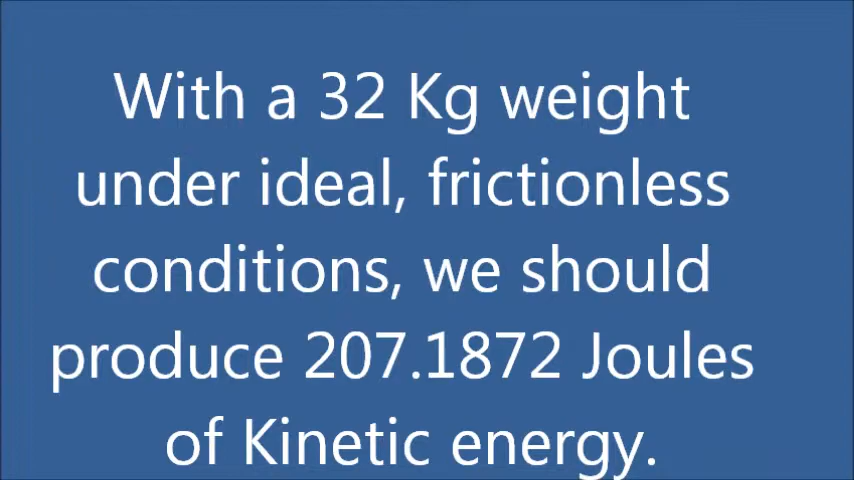 With a 32 Kg weight
under ideal, frictionless
conditions, we should
produce 207.1872 Joules
of Kinetic energy.